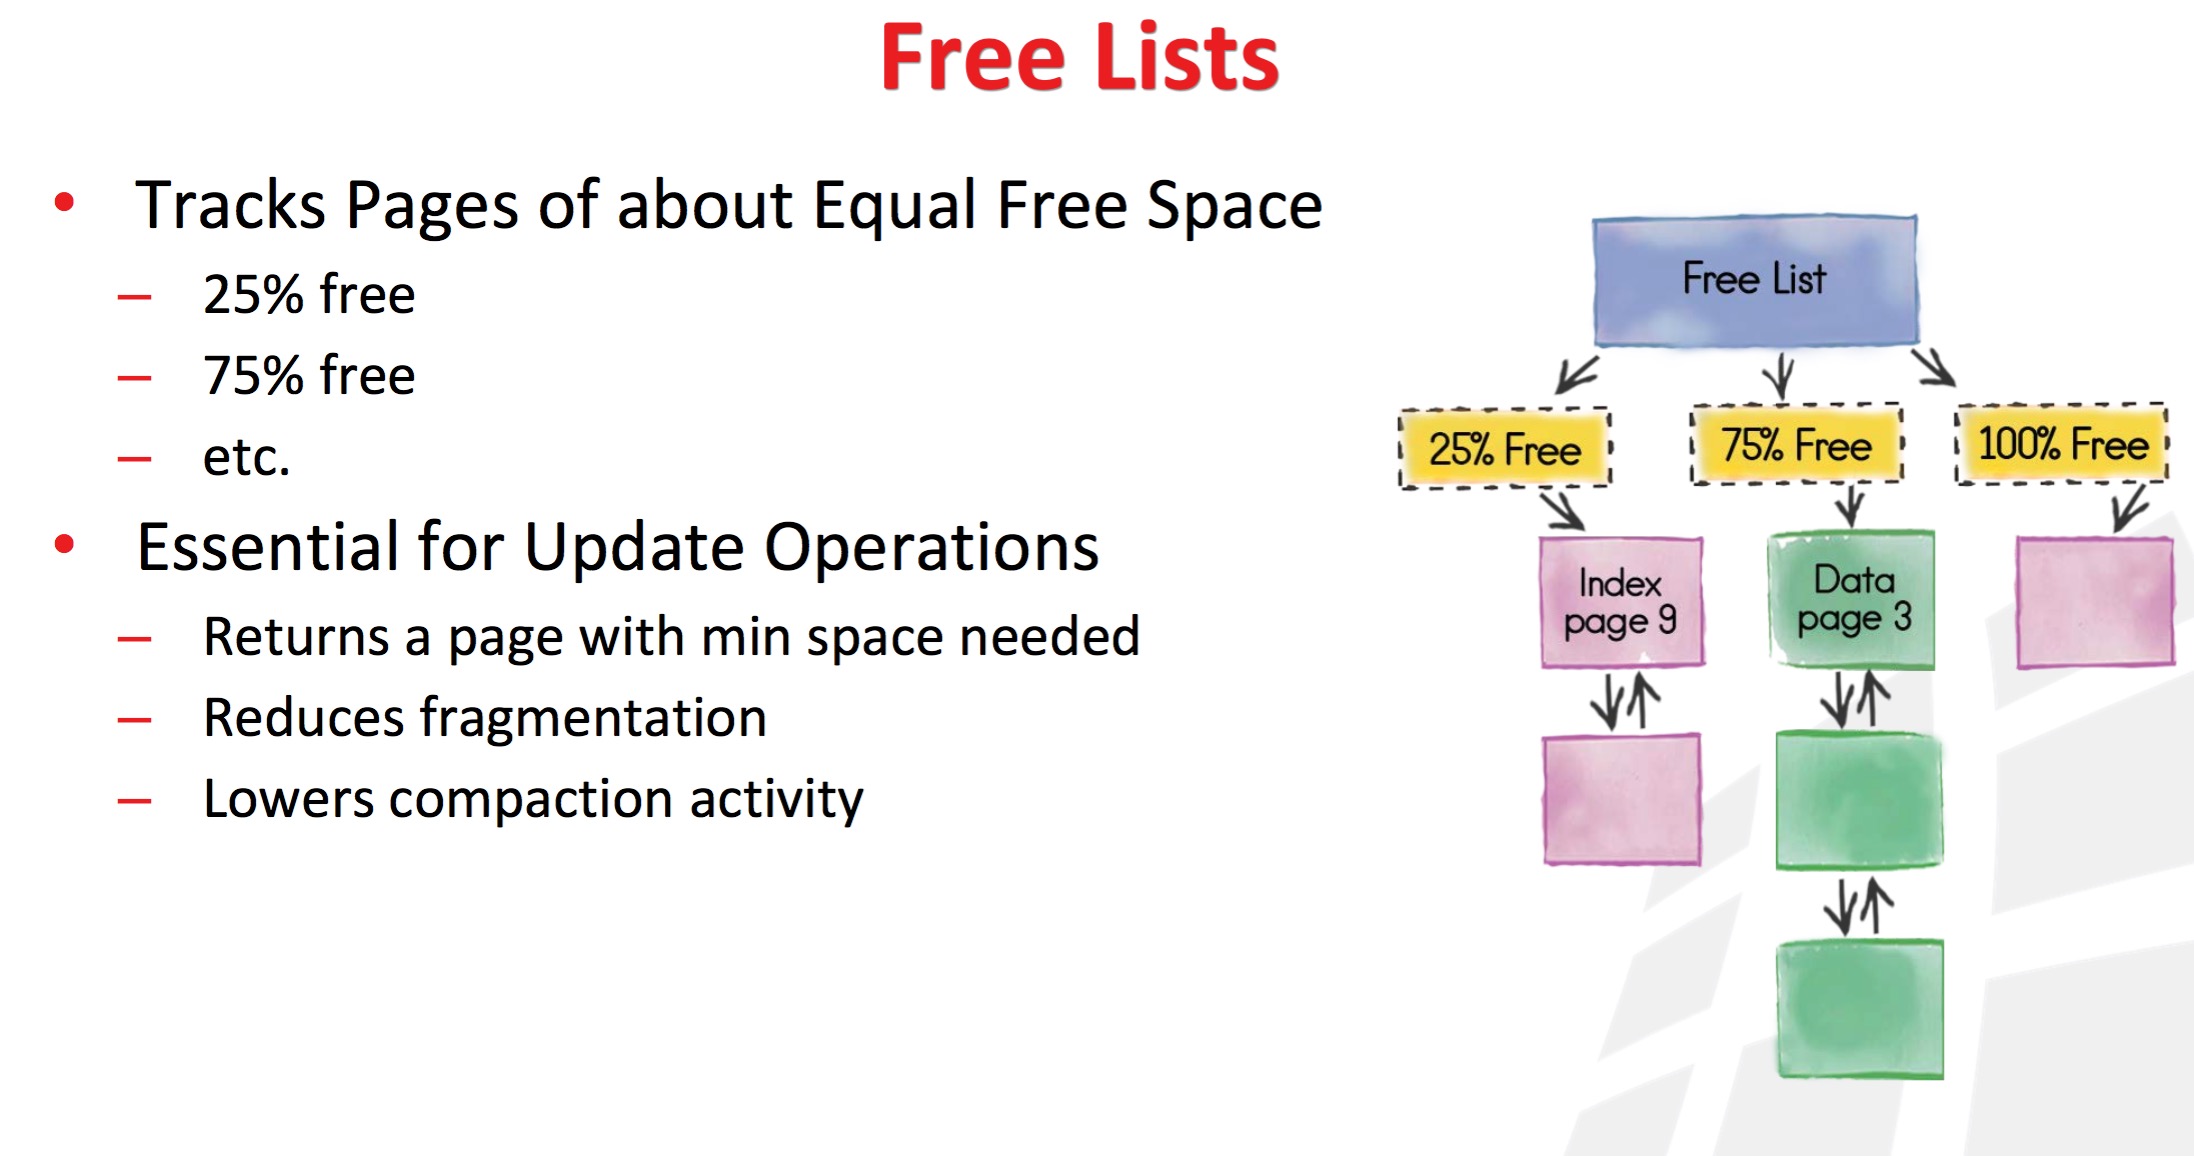 Free Lists
• Tracks Pages of about Equal Free Space
– 25% free
– 75% free
– etc.
• Essential for Update Operations
– Returns a page with min space needed
– Reduces fragmentation
– Lowers compaction activity
Free List
25% Free
75% Free
100% Free
Index
page 9
Data
page 3